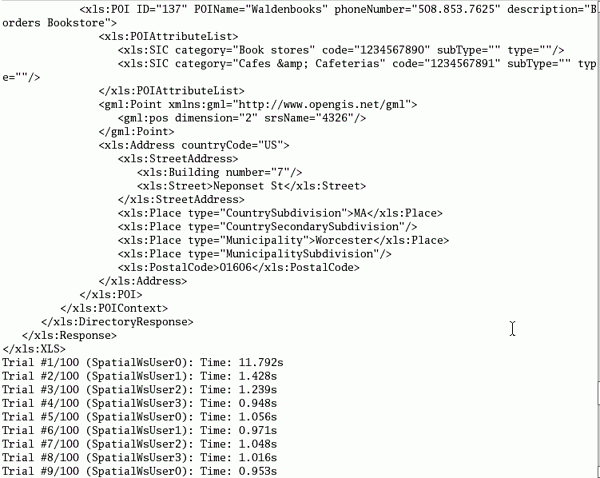 <xls:POI ID="137" POIName="Waldenbooks" phoneNumber="508.853.7625" description="B
orders Bookstore">
<xls:POIAttributeList>
<xls:SIC category="Book stores" code="1234567890" subType="" type=""/>
<xls:SIC category="Cafes &amp; Cafeterias" code="1234567891" subType="" typ
e=""/>
</xls:POIAttributeList>
<gml:Point xmlns:gml="http://www.opengis.net/gml">
<gml:pos dimension="2" srsName="4326"/>
</gml:Point>
<xls:Address countryCode="US">
<xls:StreetAddress>
<xls:Building number="7"/>
<xls:Street>Neponset St</xls:Street>
</xls:StreetAddress>
<xls:Place type="CountrySubdivision">MA</xls:Place>
<xls:Place type="CountrySecondarySubdivision"/>
<xls:Place type="Municipality">Worcester</xls:Place>
<xls:Place type="MunicipalitySubdivision"/>
<xls:PostalCode>01606</xls:PostalCode>
</xls:Address>
</xls:POI>
</xls:POIContext>
</xls:DirectoryResponse>
</xls:Response>
</xls:XLS>
Trial #1/100 (SpatialWsUser0): Time: 11.792s
Trial #2/100 (SpatialWsUser1): Time: 1.428s
Trial #3/100 (SpatialWsUser2): Time: 1.239s
Trial #4/100 (SpatialWsUser3): Time: 0.948s
Trial #5/100 (SpatialWsUser0): Time: 1.056s
Trial #6/100 (SpatialWsUser1): Time: 0.971s
Trial #7/100 (SpatialWsUser2): Time: 1.048s
Trial #8/100 (SpatialWsUser3): Time: 1.016s
Trial #9/100 (SpatialWsUser0): Time: 0.953s